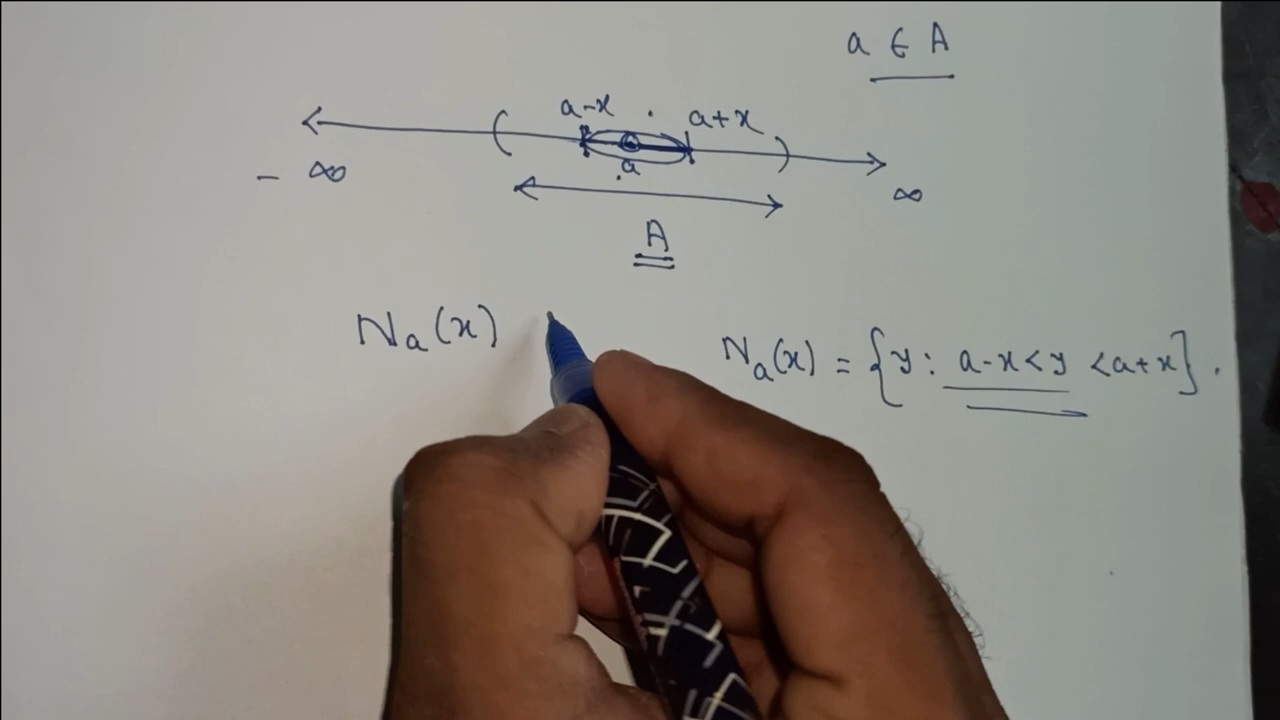 a ∈ A
a-x a+x
a
- ∞ ∞
A
Nₐ(x) Nₐ(x) = {y : a-x < y < a+x].